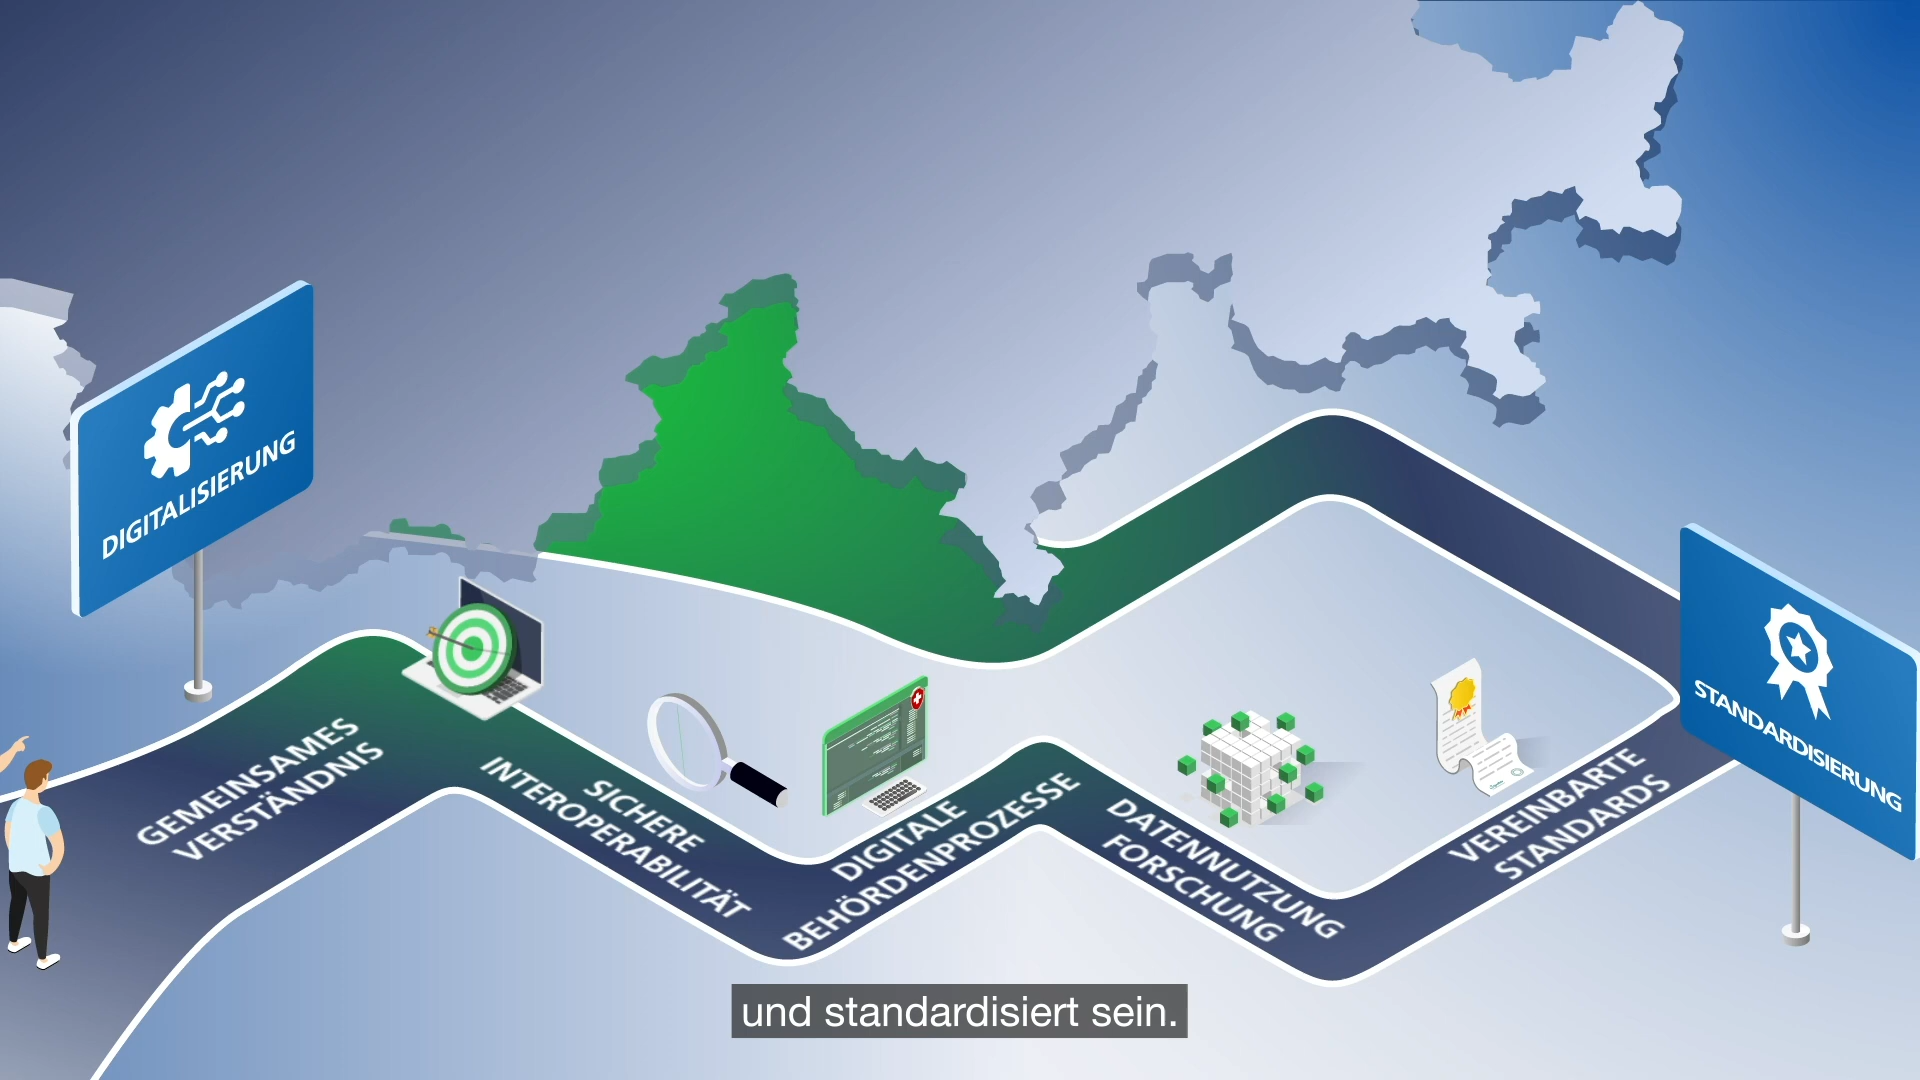 DIGITALISIERUNG
GEMEINSAMES
VERSTÄNDNIS
SICHERE
INTEROPERABILITÄT
DIGITALE
BEHÖRDENPROZESSE
DATENNUTZUNG
FORSCHUNG
VEREINBARTE
STANDARDS
STANDARDISIERUNG
und standardisiert sein.